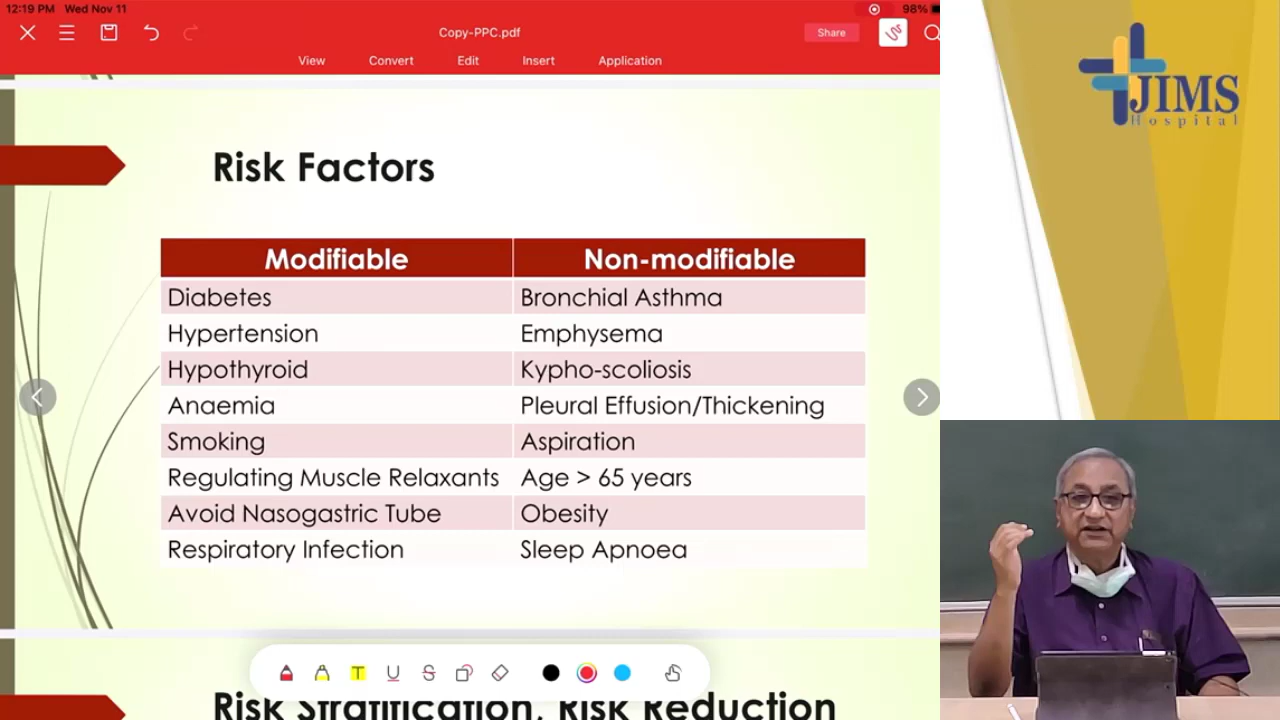 12:19 PM Wed Nov 11
98%
Copy-PPC.pdf
Share
View Convert Edit Insert Application
Risk Factors
Modifiable Non-modifiable
Diabetes Bronchial Asthma
Hypertension Emphysema
Hypothyroid Kypho-scoliosis
Anaemia Pleural Effusion/Thickening
Smoking Aspiration
Regulating Muscle Relaxants Age > 65 years
Avoid Nasogastric Tube Obesity
Respiratory Infection Sleep Apnoea
T U S
Risk Stratification, Risk Reduction
JIMS
Hospital